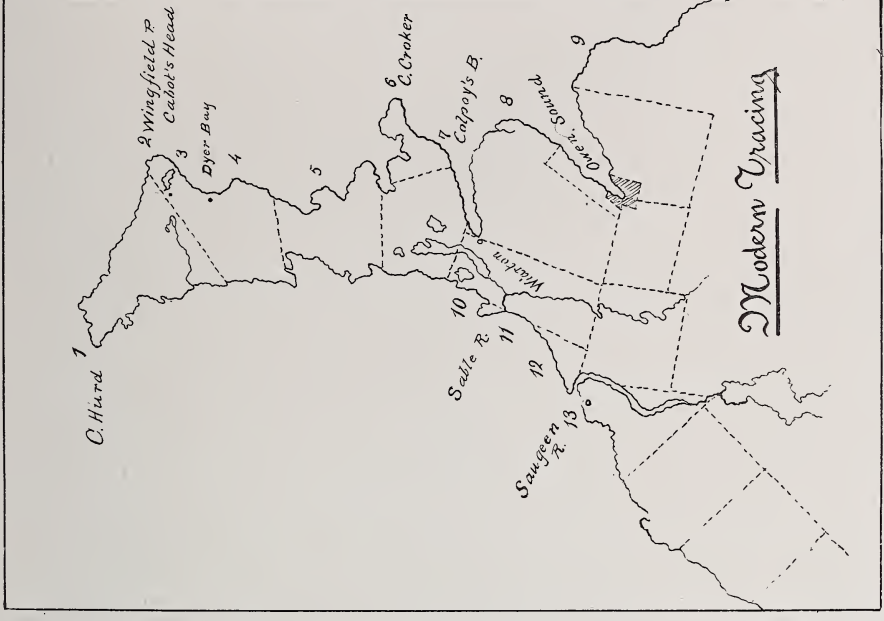 C. Hurd
1
2 Wingfield P.
Cabot's Head
3
Dyer Bay
4
5
6
C. Croker
7
Colpoy's B.
8
9
Owen Sound
Wiarton
10
Sable R.
11
12
Saugeen
R. 13
Modern Tracing